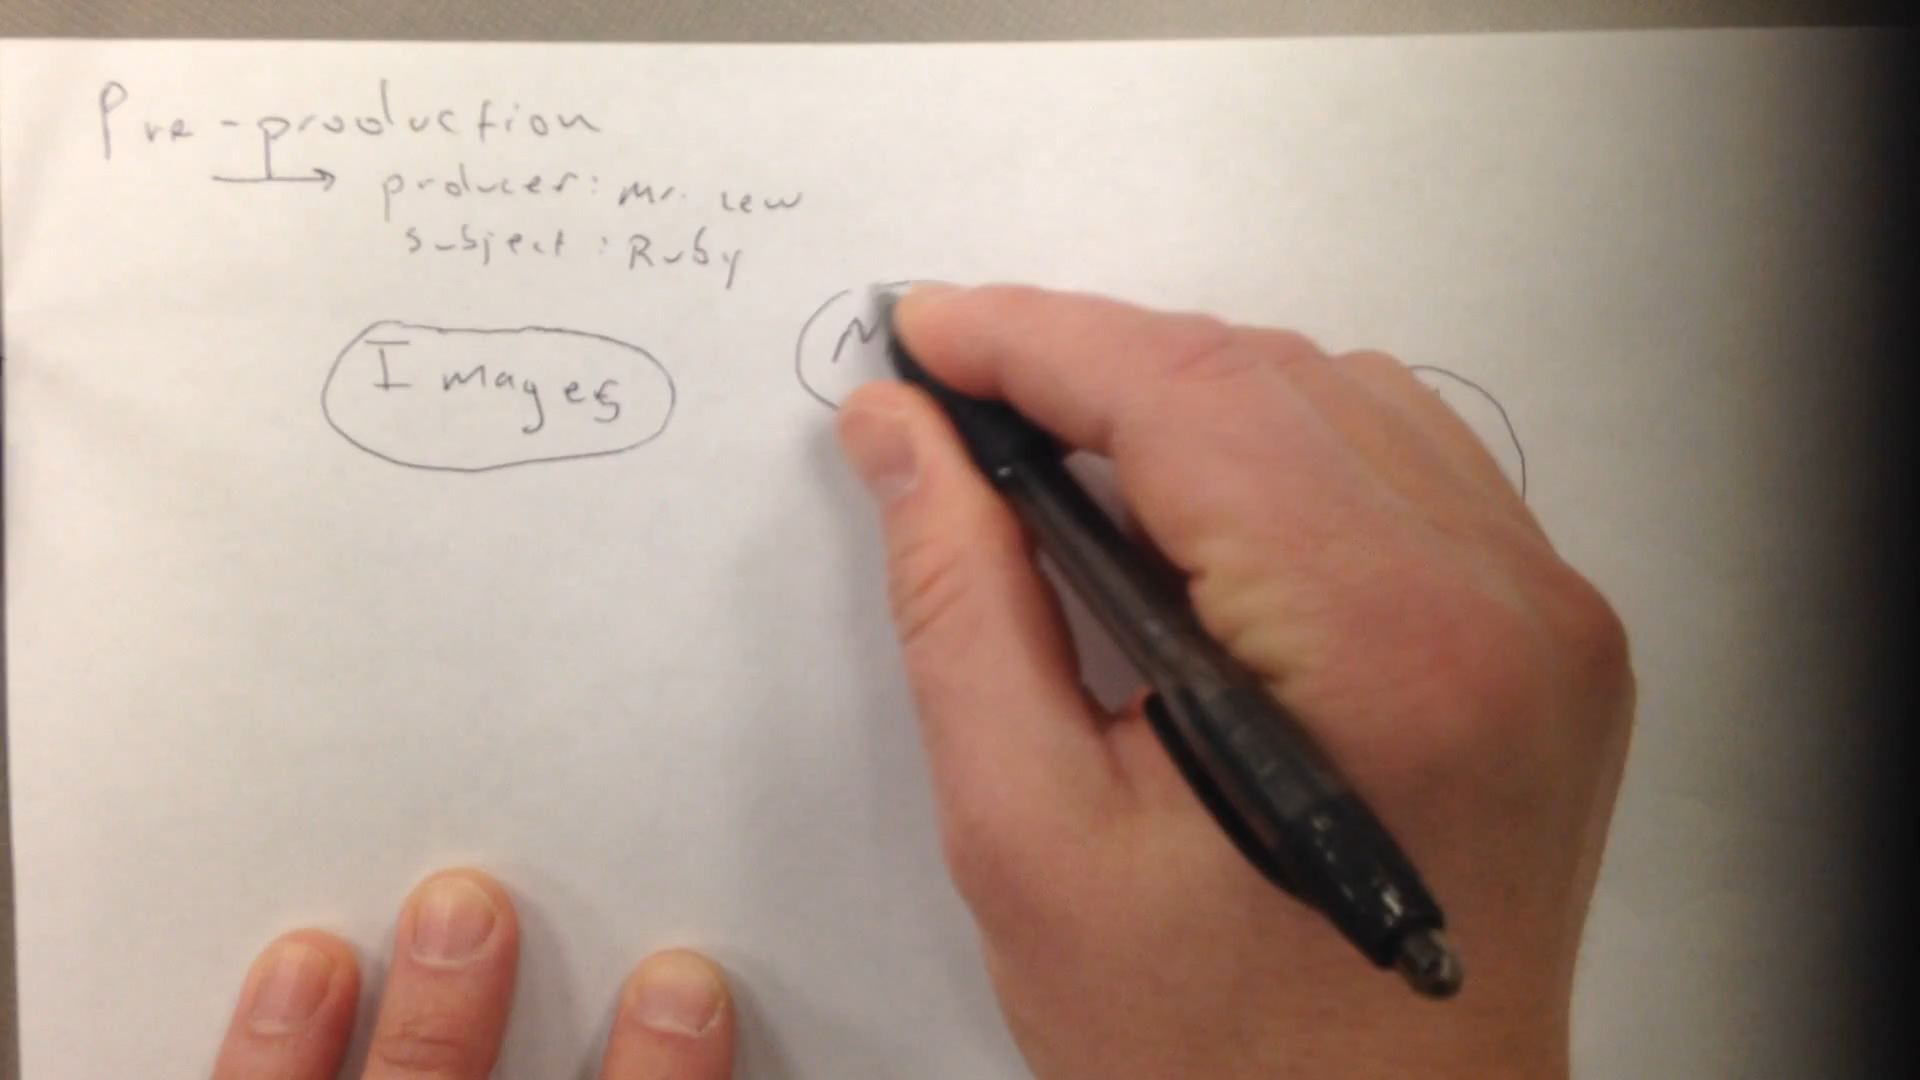 Pre-production
producer: Mr. Lew
subject: Ruby
Images